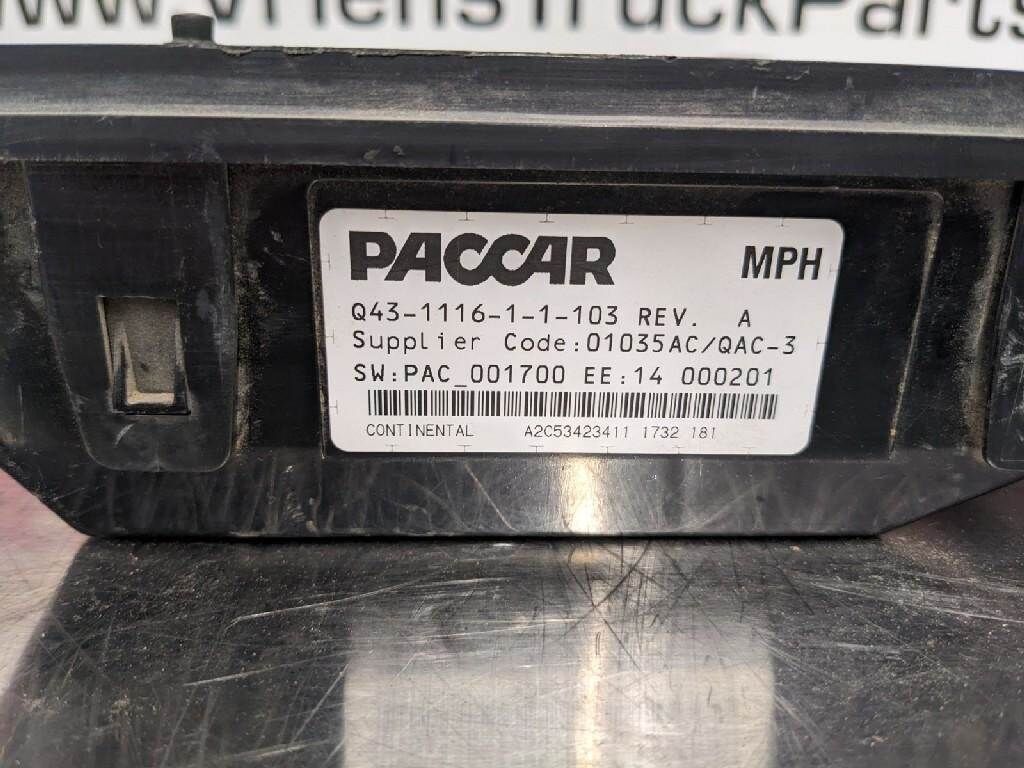 VriensTruckParts
PACCAR MPH
Q43-1116-1-1-103 REV. A
Supplier Code:01035AC/QAC-3
SW:PAC_001700 EE:14 000201
CONTINENTAL A2C53423411 1732 181